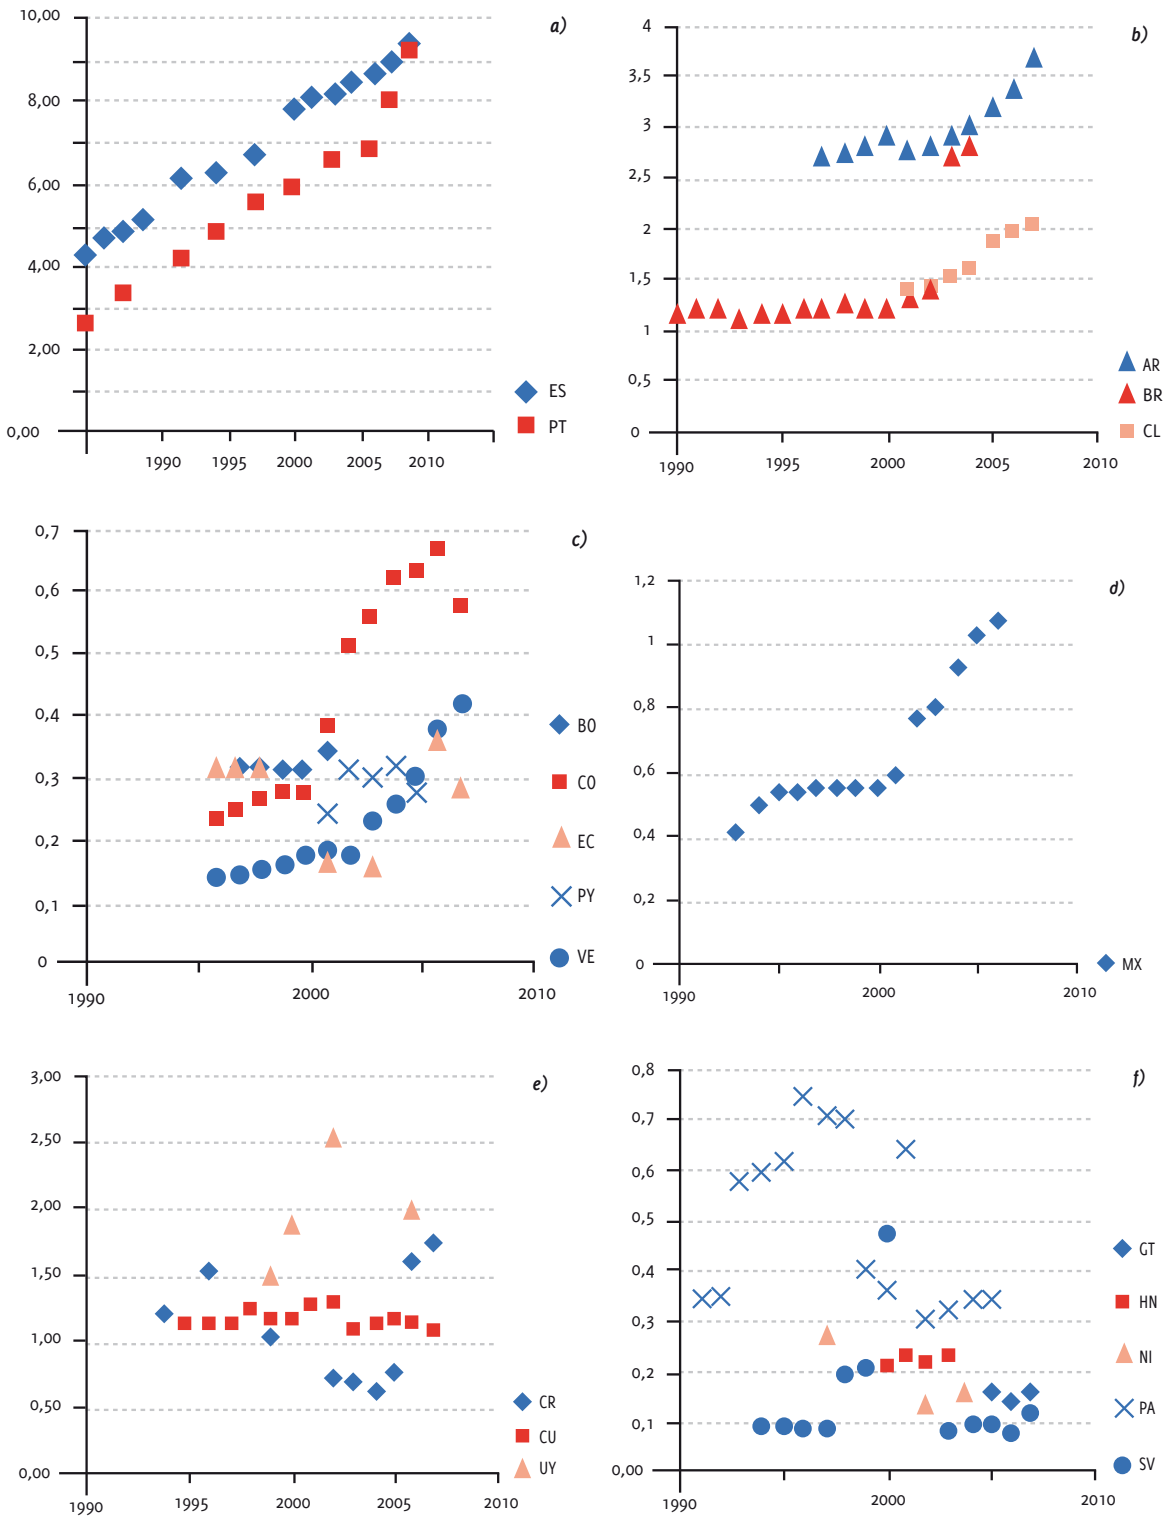 a)
10,00
8,00
6,00
4,00
2,00
0,00
1990 1995 2000 2005 2010
ES
PT
b)
4
3,5
3
2,5
2
1,5
1
0,5
0
1990 1995 2000 2005 2010
AR
BR
CL
c)
0,7
0,6
0,5
0,4
0,3
0,2
0,1
0
1990 2000 2010
BO
CO
EC
PY
VE
d)
1,2
1
0,8
0,6
0,4
0,2
0
1990 2000 2010
MX
e)
3,00
2,50
2,00
1,50
1,00
0,50
0,00
1990 1995 2000 2005 2010
CR
CU
UY
f)
0,8
0,7
0,6
0,5
0,4
0,3
0,2
0,1
0,00
1990 2000 2010
GT
HN
NI
PA
SV